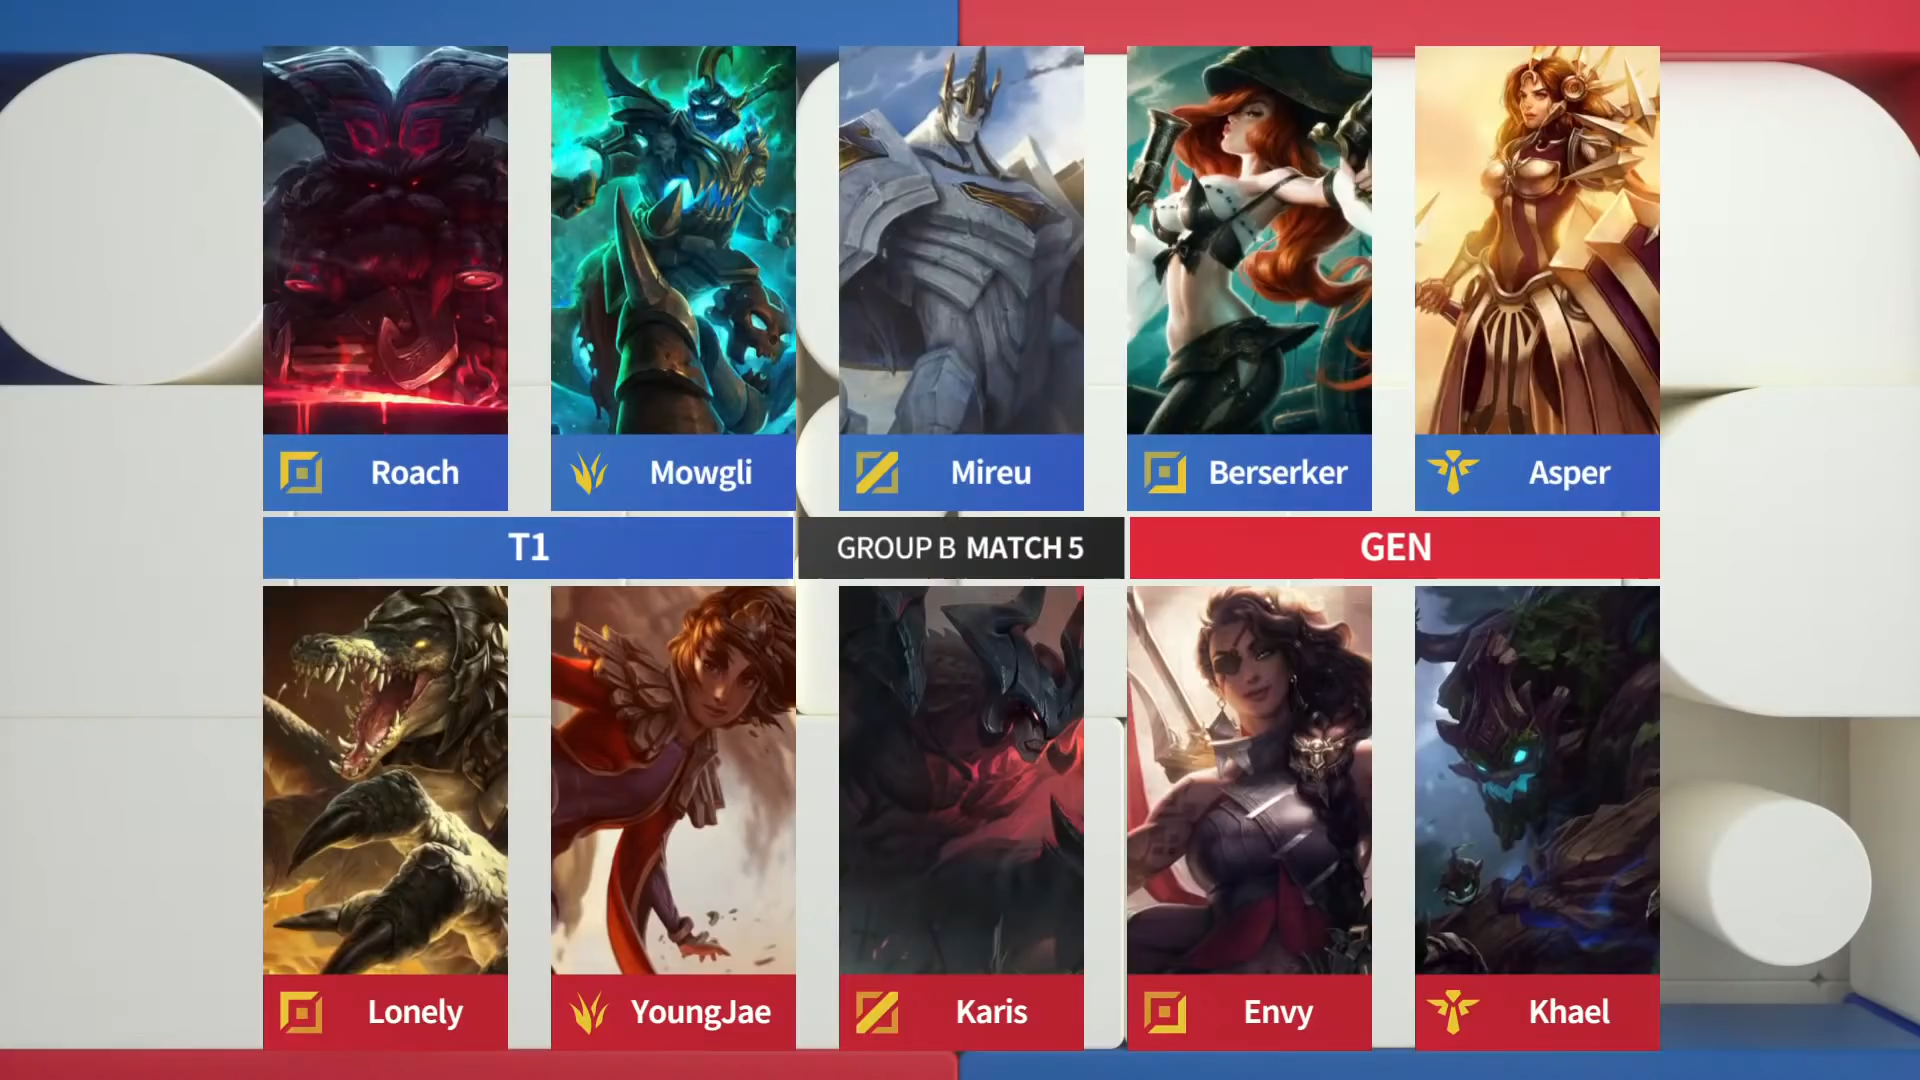 Roach
Mowgli
Mireu
Berserker
Asper
T1
GROUP B MATCH 5
GEN
Lonely
YoungJae
Karis
Envy
Khael